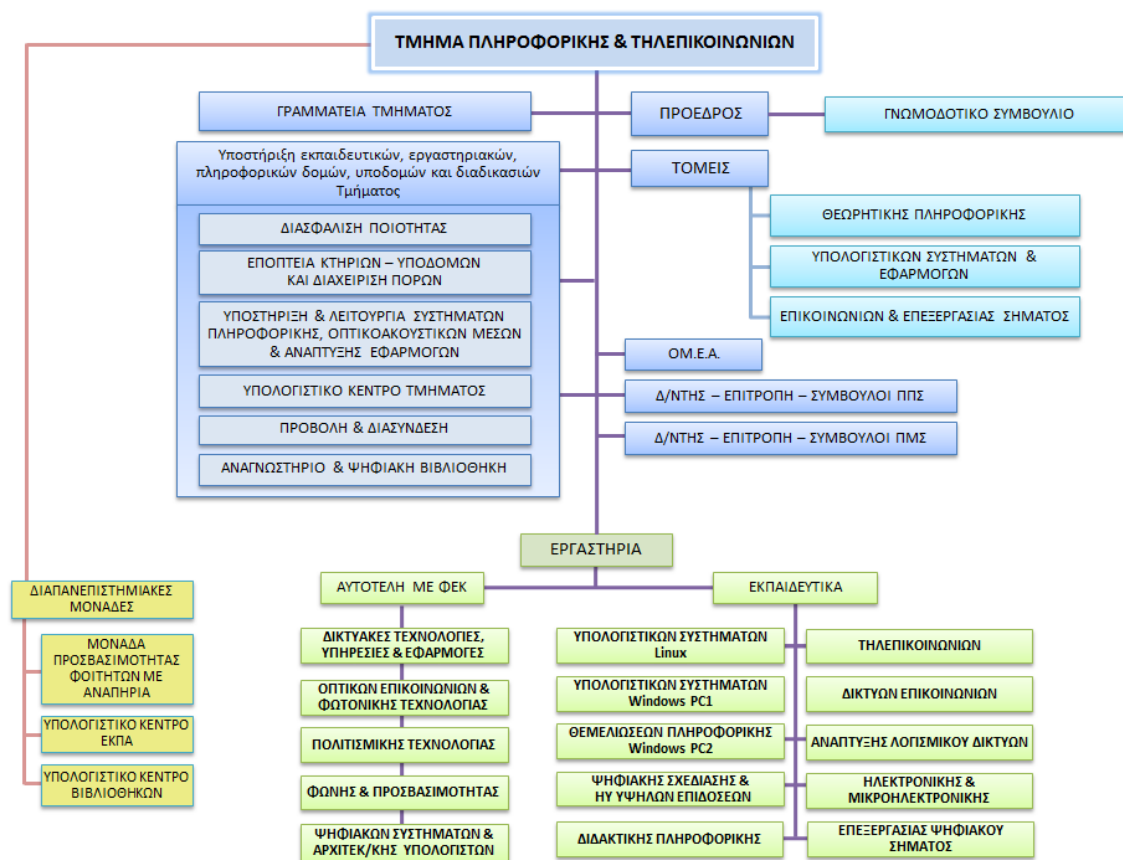 ΤΜΗΜΑ ΠΛΗΡΟΦΟΡΙΚΗΣ & ΤΗΛΕΠΙΚΟΙΝΩΝΙΩΝ
ΓΡΑΜΜΑΤΕΙΑ ΤΜΗΜΑΤΟΣ
ΠΡΟΕΔΡΟΣ
ΓΝΩΜΟΔΟΤΙΚΟ ΣΥΜΒΟΥΛΙΟ
Υποστήριξη εκπαιδευτικών, εργαστηριακών,
πληροφορικών δομών, υποδομών και διαδικασιών
Τμήματος
ΔΙΑΣΦΑΛΙΣΗ ΠΟΙΟΤΗΤΑΣ
ΕΠΟΠΤΕΙΑ ΚΤΗΡΙΩΝ – ΥΠΟΔΟΜΩΝ
ΚΑΙ ΔΙΑΧΕΙΡΙΣΗ ΠΟΡΩΝ
ΥΠΟΣΤΗΡΙΞΗ & ΛΕΙΤΟΥΡΓΙΑ ΣΥΣΤΗΜΑΤΩΝ
ΠΛΗΡΟΦΟΡΙΚΗΣ, ΟΠΤΙΚΟΑΚΟΥΣΤΙΚΩΝ ΜΕΣΩΝ
& ΑΝΑΠΤΥΞΗΣ ΕΦΑΡΜΟΓΩΝ
ΥΠΟΛΟΓΙΣΤΙΚΟ ΚΕΝΤΡΟ ΤΜΗΜΑΤΟΣ
ΠΡΟΒΟΛΗ & ΔΙΑΣΥΝΔΕΣΗ
ΑΝΑΓΝΩΣΤΗΡΙΟ & ΨΗΦΙΑΚΗ ΒΙΒΛΙΟΘΗΚΗ
ΤΟΜΕΙΣ
ΘΕΩΡΗΤΙΚΗΣ ΠΛΗΡΟΦΟΡΙΚΗΣ
ΥΠΟΛΟΓΙΣΤΙΚΩΝ ΣΥΣΤΗΜΑΤΩΝ &
ΕΦΑΡΜΟΓΩΝ
ΕΠΙΚΟΙΝΩΝΙΩΝ & ΕΠΕΞΕΡΓΑΣΙΑΣ ΣΗΜΑΤΟΣ
ΟΜ.Ε.Α.
Δ/ΝΤΗΣ – ΕΠΙΤΡΟΠΗ – ΣΥΜΒΟΥΛΟΙ ΠΠΣ
Δ/ΝΤΗΣ – ΕΠΙΤΡΟΠΗ – ΣΥΜΒΟΥΛΟΙ ΠΜΣ
ΔΙΑΠΑΝΕΠΙΣΤΗΜΙΑΚΕΣ
ΜΟΝΑΔΕΣ
ΜΟΝΑΔΑ
ΠΡΟΣΒΑΣΙΜΟΤΗΤΑΣ
ΦΟΙΤΗΤΩΝ ΜΕ
ΑΝΑΠΗΡΙΑ
ΥΠΟΛΟΓΙΣΤΙΚΟ ΚΕΝΤΡΟ
ΕΚΠΑ
ΥΠΟΛΟΓΙΣΤΙΚΟ ΚΕΝΤΡΟ
ΒΙΒΛΙΟΘΗΚΩΝ
ΕΡΓΑΣΤΗΡΙΑ
ΑΥΤΟΤΕΛΗ ΜΕ ΦΕΚ
ΔΙΚΤΥΑΚΕΣ ΤΕΧΝΟΛΟΓΙΕΣ,
ΥΠΗΡΕΣΙΕΣ & ΕΦΑΡΜΟΓΕΣ
ΟΠΤΙΚΩΝ ΕΠΙΚΟΙΝΩΝΙΩΝ &
ΦΩΤΟΝΙΚΗΣ ΤΕΧΝΟΛΟΓΙΑΣ
ΠΟΛΙΤΙΣΜΙΚΗΣ ΤΕΧΝΟΛΟΓΙΑΣ
ΦΩΝΗΣ & ΠΡΟΣΒΑΣΙΜΟΤΗΤΑΣ
ΨΗΦΙΑΚΩΝ ΣΥΣΤΗΜΑΤΩΝ &
ΑΡΧΙΤΕΚ/ΚΗΣ ΥΠΟΛΟΓΙΣΤΩΝ
ΕΚΠΑΙΔΕΥΤΙΚΑ
ΥΠΟΛΟΓΙΣΤΙΚΩΝ ΣΥΣΤΗΜΑΤΩΝ
Linux
ΥΠΟΛΟΓΙΣΤΙΚΩΝ ΣΥΣΤΗΜΑΤΩΝ
Windows PC1
ΘΕΜΕΛΙΩΣΕΩΝ ΠΛΗΡΟΦΟΡΙΚΗΣ
Windows PC2
ΨΗΦΙΑΚΗΣ ΣΧΕΔΙΑΣΗΣ &
ΗΥ ΥΨΗΛΩΝ ΕΠΙΔΟΣΕΩΝ
ΔΙΔΑΚΤΙΚΗΣ ΠΛΗΡΟΦΟΡΙΚΗΣ
ΤΗΛΕΠΙΚΟΙΝΩΝΙΩΝ
ΔΙΚΤΥΩΝ ΕΠΙΚΟΙΝΩΝΙΩΝ
ΑΝΑΠΤΥΞΗΣ ΛΟΓΙΣΜΙΚΟΥ ΔΙΚΤΥΩΝ
ΗΛΕΚΤΡΟΝΙΚΗΣ &
ΜΙΚΡΟΗΛΕΚΤΡΟΝΙΚΗΣ
ΕΠΕΞΕΡΓΑΣΙΑΣ ΨΗΦΙΑΚΟΥ
ΣΗΜΑΤΟΣ